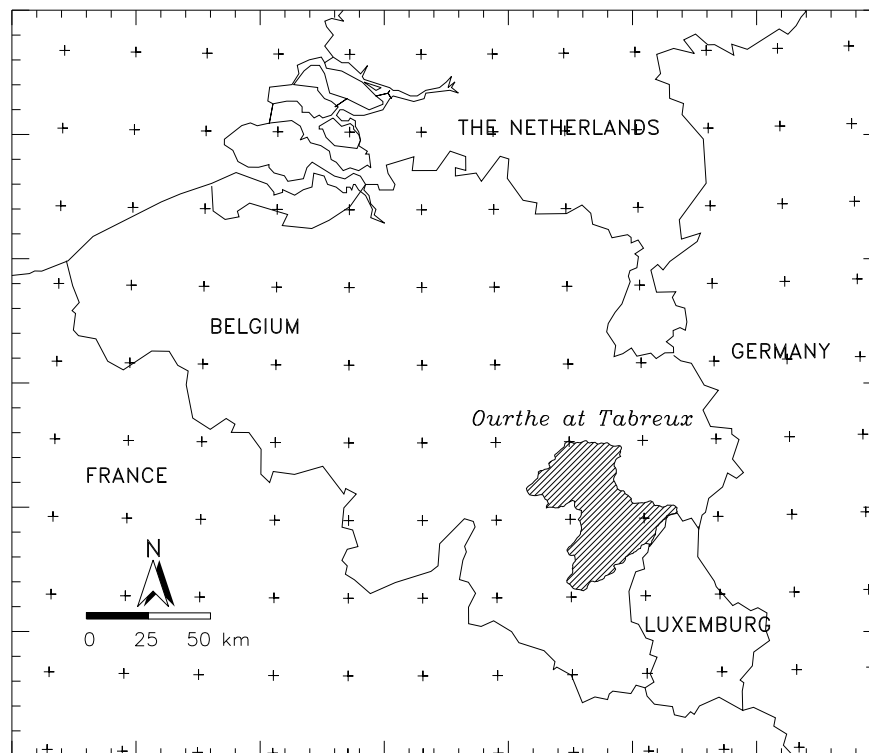 THE NETHERLANDS
BELGIUM
GERMANY
Ourthe at Tabreux
FRANCE
N
0 25 50 km
LUXEMBURG